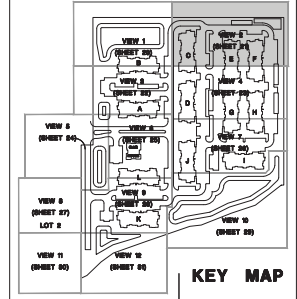 VIEW 1
(SHEET 20)
VIEW 2
(SHEET 21)
B
C
E
F
VIEW 3
(SHEET 22)
VIEW 4
(SHEET 23)
A
D
G
H
VIEW 5
(SHEET 24)
VIEW 6
(SHEET 25)
VIEW 7
(SHEET 26)
J
I
L
VIEW 8
(SHEET 27)
LOT 2
VIEW 9
(SHEET 28)
K
VIEW 10
(SHEET 29)
VIEW 11
(SHEET 30)
VIEW 12
(SHEET 31)
KEY MAP